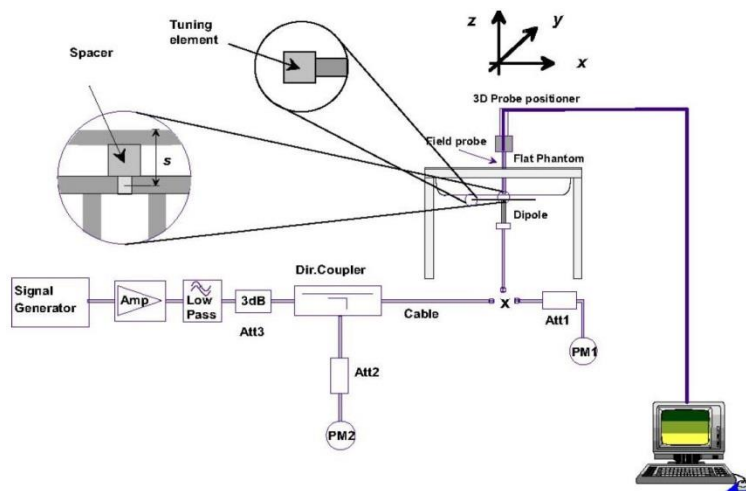 Tuning
element
Spacer
s
z
y
x
3D Probe positioner
Field probe
Flat Phantom
Dipole
Signal
Generator
Amp
Low
Pass
3dB
Att3
Dir.Coupler
Cable
x
Att1
PM1
Att2
PM2